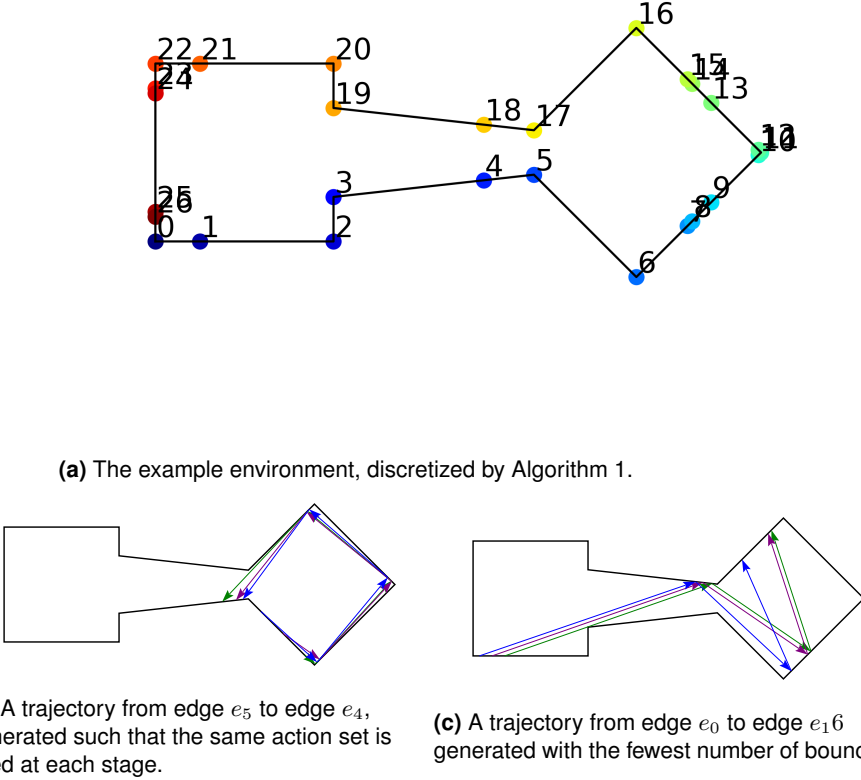 16
22 21 20
15
14
24
13
19
18 17
12
10
4 5
3
9
25
26
8
7
0 1 2
6
(a) The example environment, discretized by Algorithm 1.
A trajectory from edge e5 to edge e4,
nerated such that the same action set is
ed at each stage.
(c) A trajectory from edge e0 to edge e16
generated with the fewest number of bound